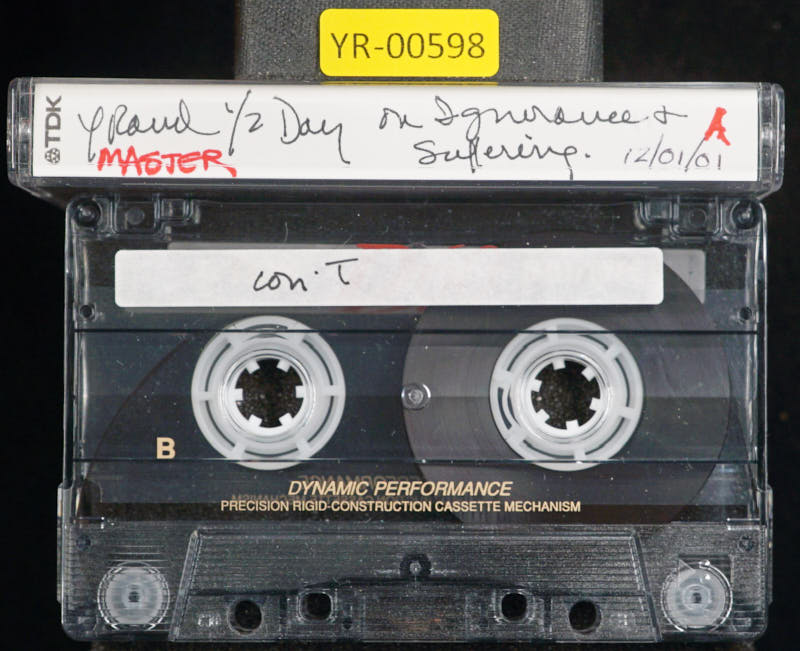 YR-00598
TDK
YRand 1/2 Day on Ignorance &
Suffering.
MASTER
A
12/01/01
con.T
B
DYNAMIC PERFORMANCE
PRECISION RIGID-CONSTRUCTION CASSETTE MECHANISM